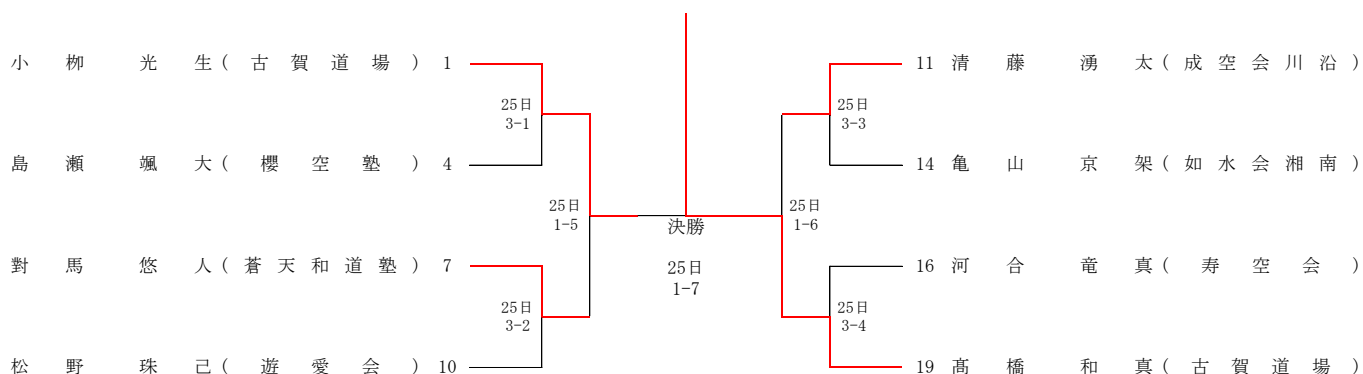 小栁 光生(古賀道場) 1
11 清藤 湧太(成空会川沿)
25日
3-1
25日
3-3
島瀬 颯大(櫻空塾) 4
14 亀山 京架(如水会湘南)
25日
1-5
25日
1-6
決勝
對馬 悠人(蒼天和道塾) 7
25日
1-7
16 河合 竜真(寿空会)
25日
3-2
25日
3-4
松野 珠己(遊愛会) 10
19 髙橋 和真(古賀道場)